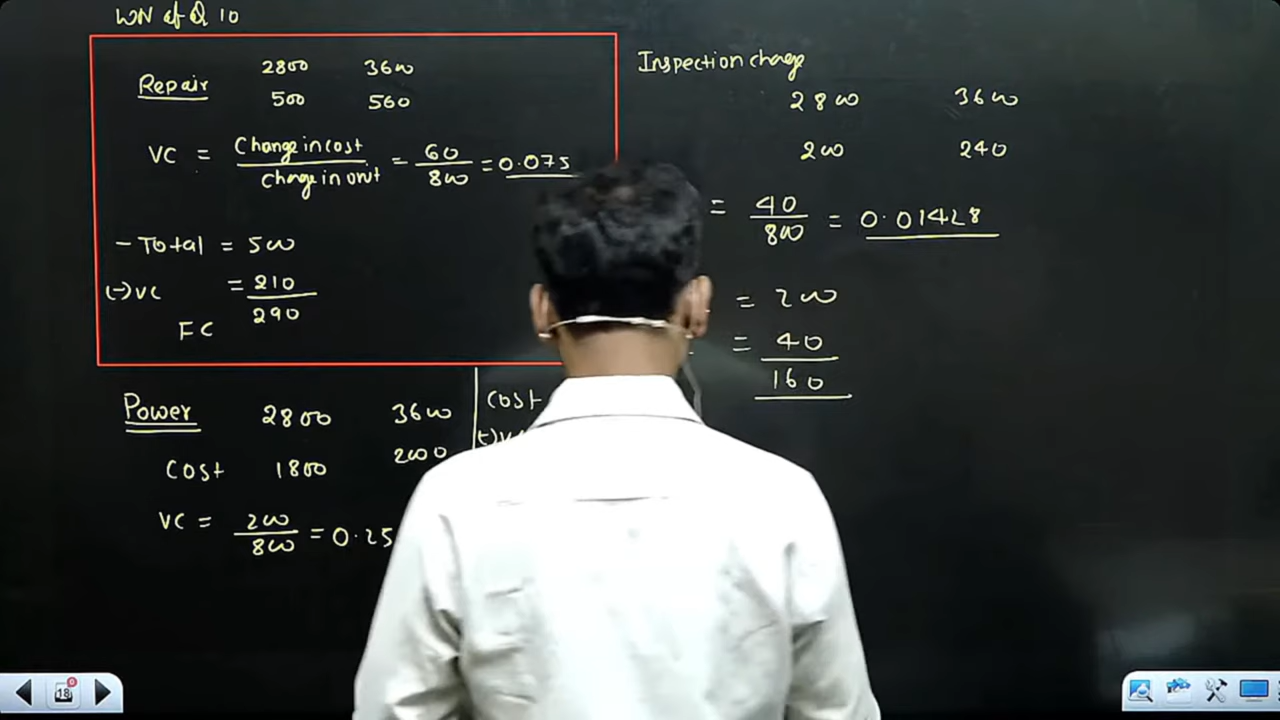 WN of Q 10
Repair 2800 3600
500 560
VC = Change in cost / change in unit = 60 / 800 = 0.075
- Total = 500
(-) VC = 210
FC 290
Power 2800 3600
Cost 1800 2000
VC = 200 / 800 = 0.25
Cost
(-) V
Inspection charge
2800 3600
200 240
= 40 / 800 = 0.01428
= 200
= 40
160
18